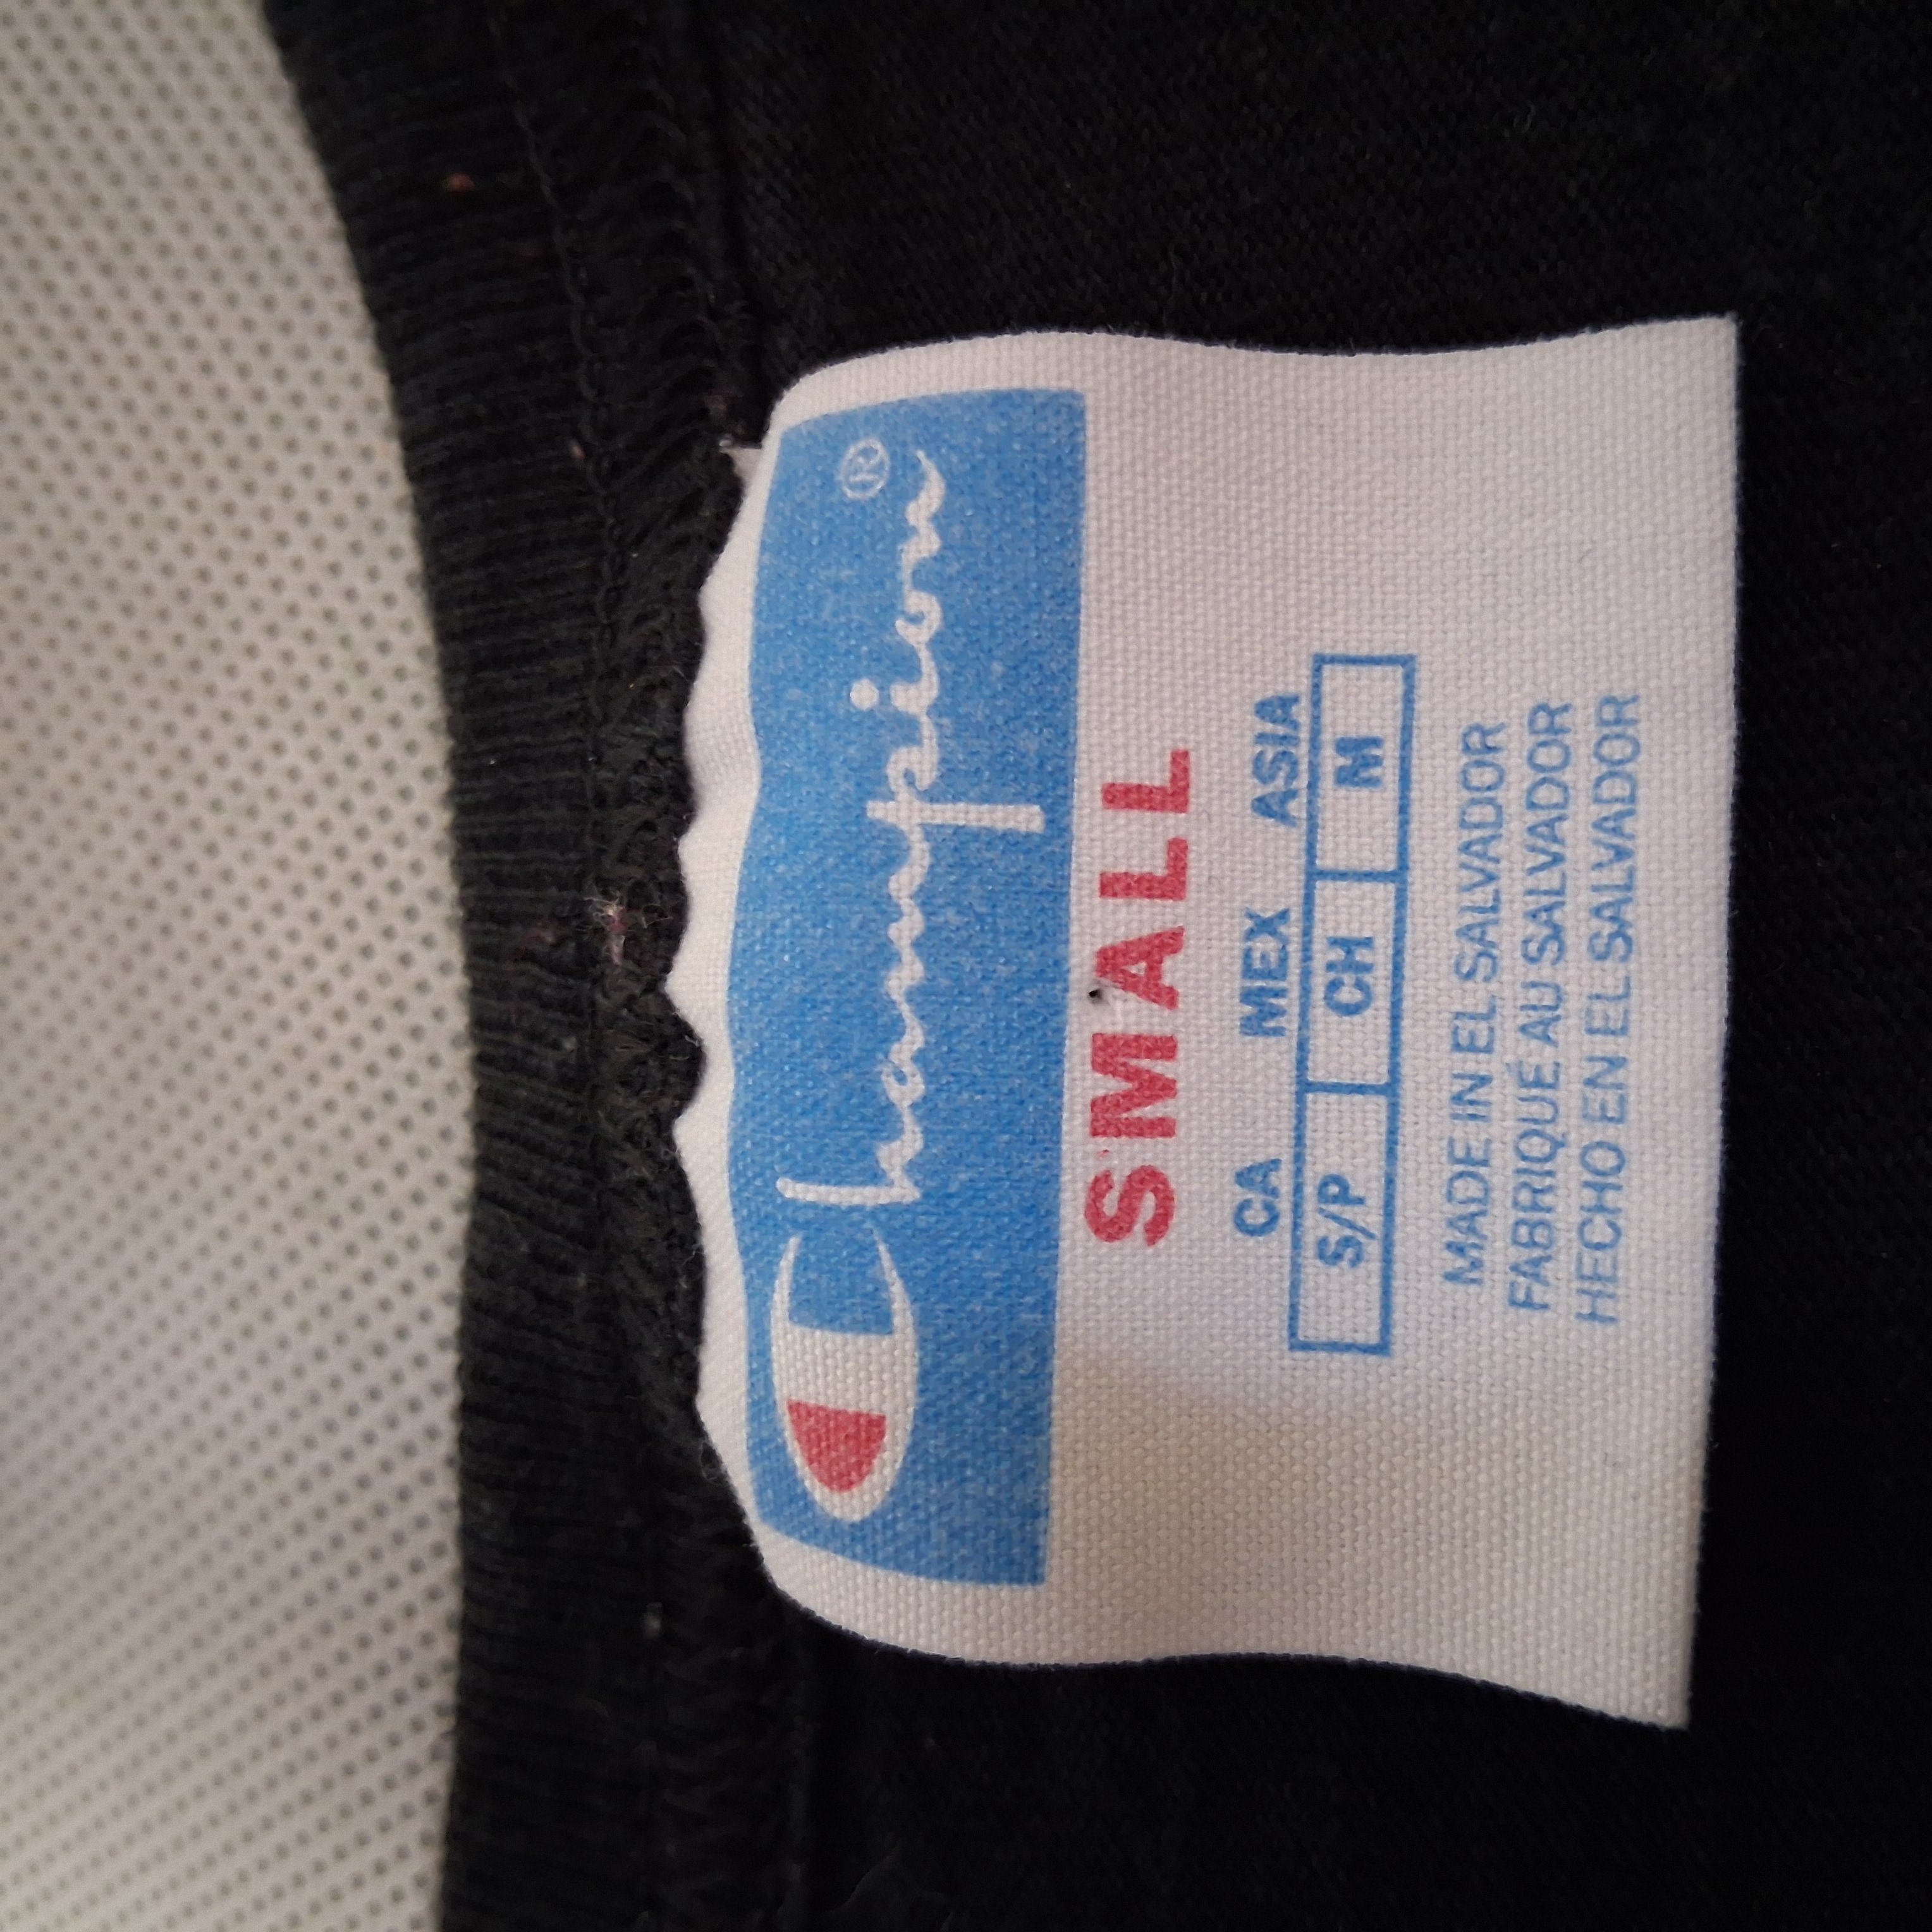 Champion®
SMALL
CA MEX ASIA
S/P CH M
MADE IN EL SALVADOR
FABRIQUÉ AU SALVADOR
HECHO EN EL SALVADOR